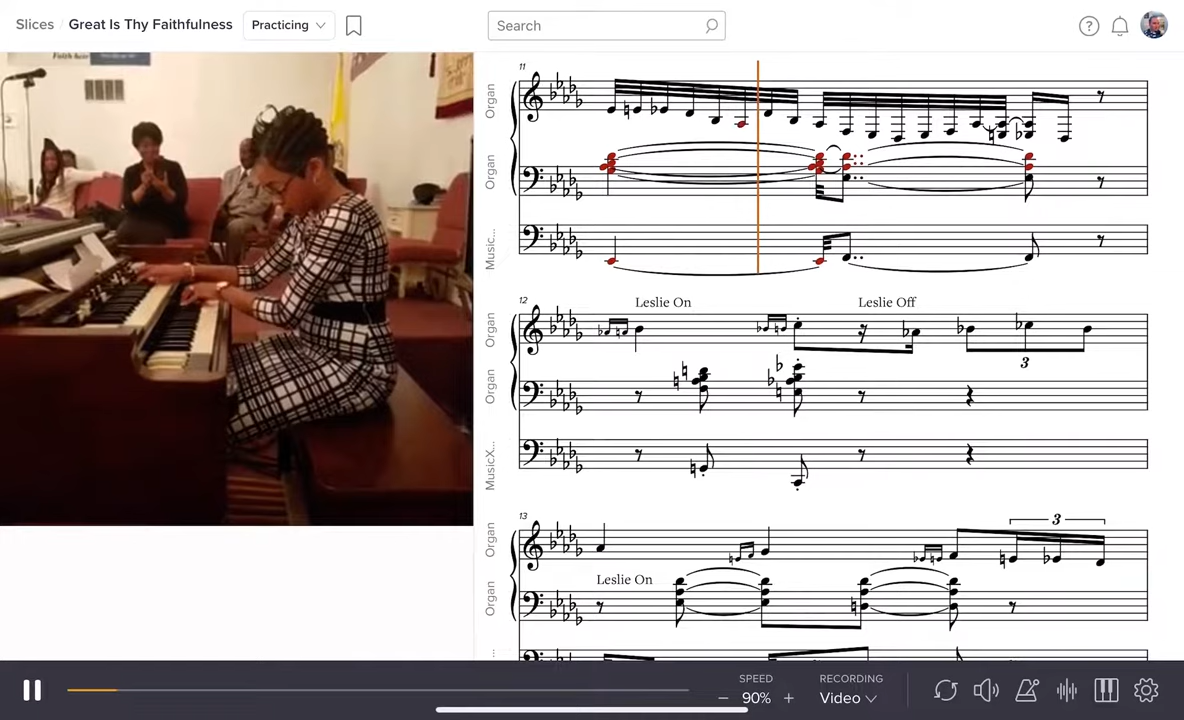 Slices / Great Is Thy Faithfulness Practicing
Search
?
11
Organ
Organ
Music...
12
Leslie On Leslie Off
Organ
3
Organ
MusicX...
13
3
Organ
Leslie On
Organ
...
SPEED
− 90% +
RECORDING
Video